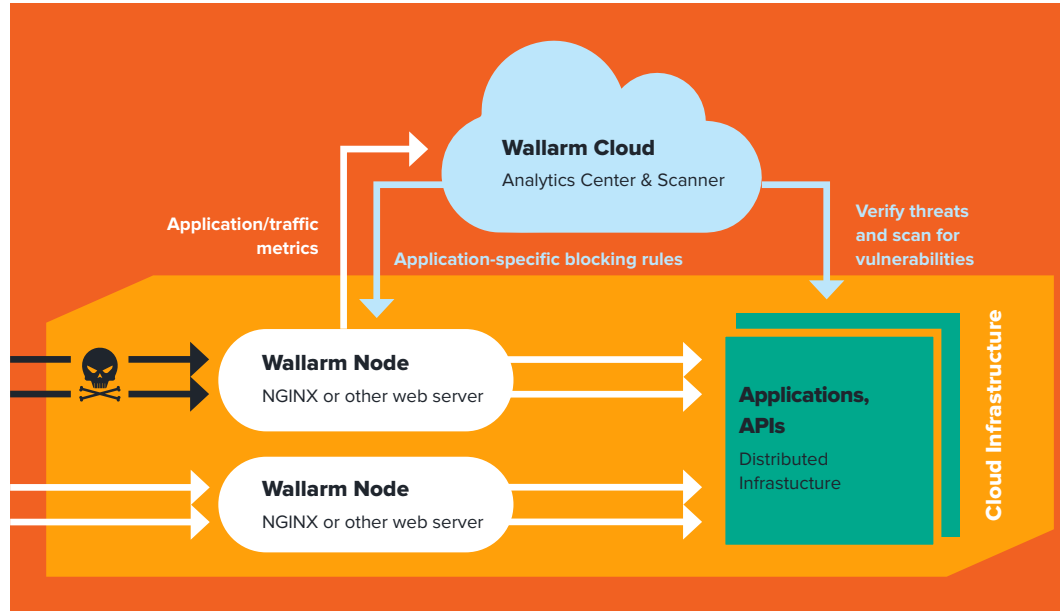 Wallarm Cloud
Analytics Center & Scanner
Application/traffic
metrics
Application-specific blocking rules
Verify threats
and scan for
vulnerabilities
Wallarm Node
NGINX or other web server
Wallarm Node
NGINX or other web server
Applications,
APIs
Distributed
Infrastucture
Cloud Infrastructure